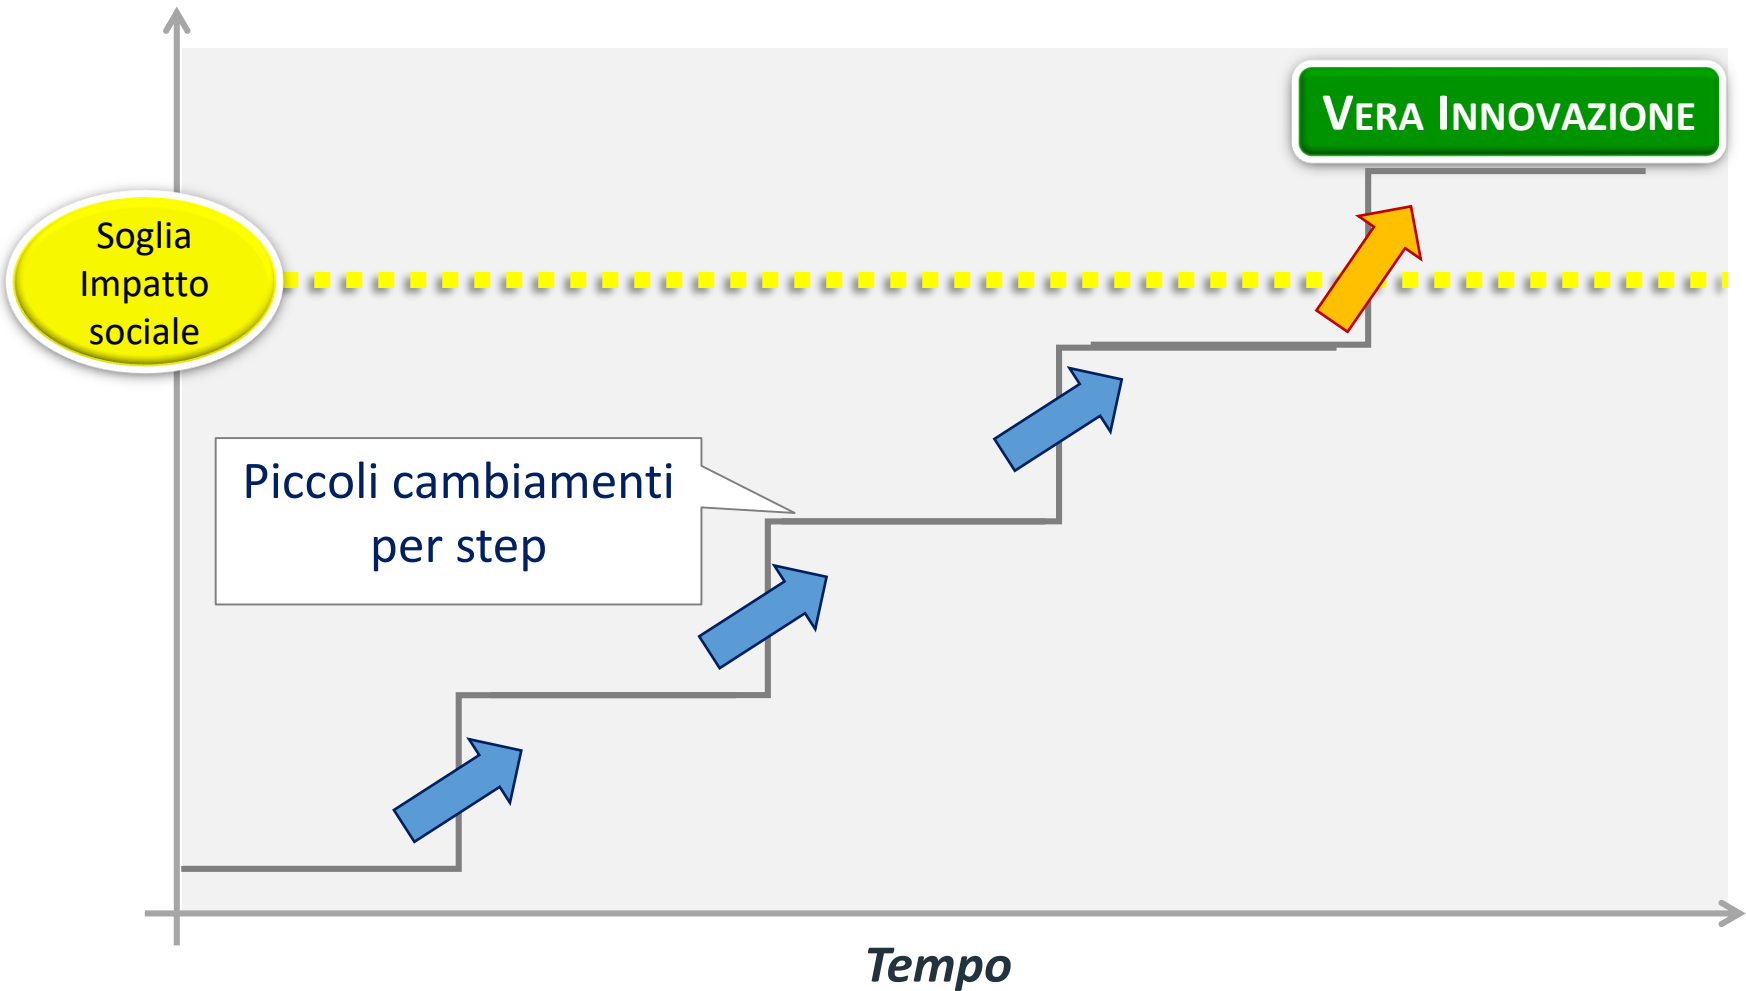 VERA INNOVAZIONE
Soglia
Impatto
sociale
Piccoli cambiamenti
per step
Tempo